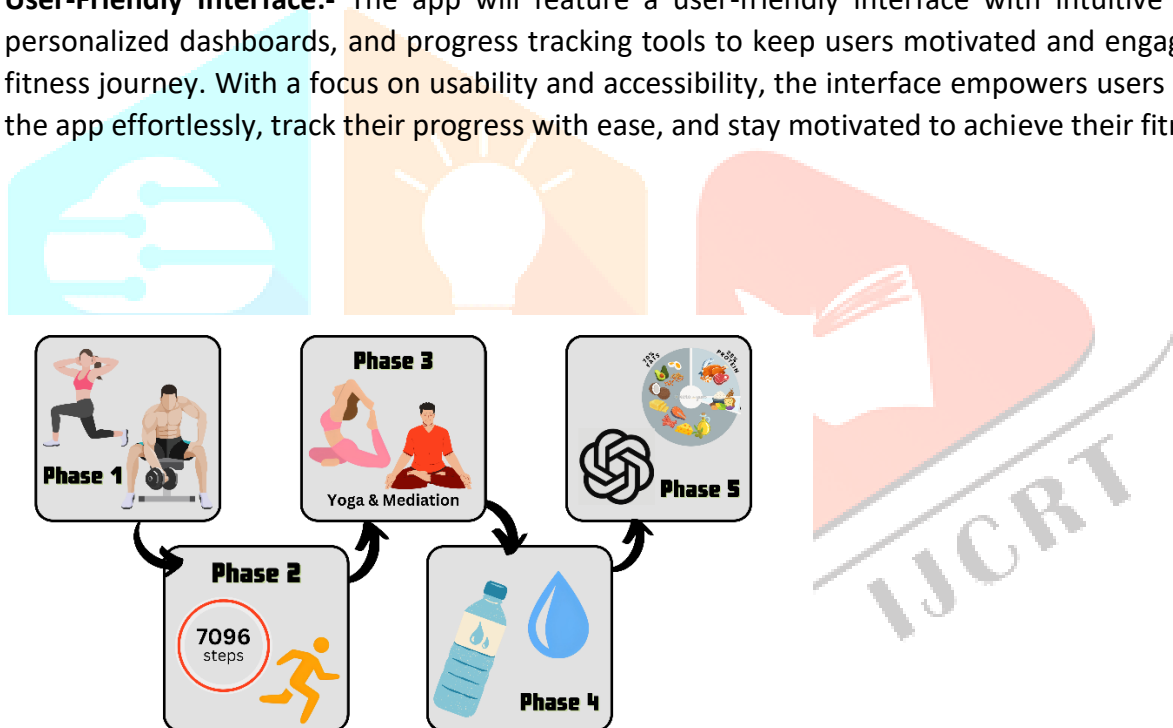 User-Friendly Interface:- The app will feature a user-friendly interface with intuitive
personalized dashboards, and progress tracking tools to keep users motivated and engag
fitness journey. With a focus on usability and accessibility, the interface empowers users
the app effortlessly, track their progress with ease, and stay motivated to achieve their fitn
Phase 1
Phase 3
Yoga & Mediation
FATS
PROTEIN
Phase 5
Phase 2
7096
steps
Phase 4
IJCRT